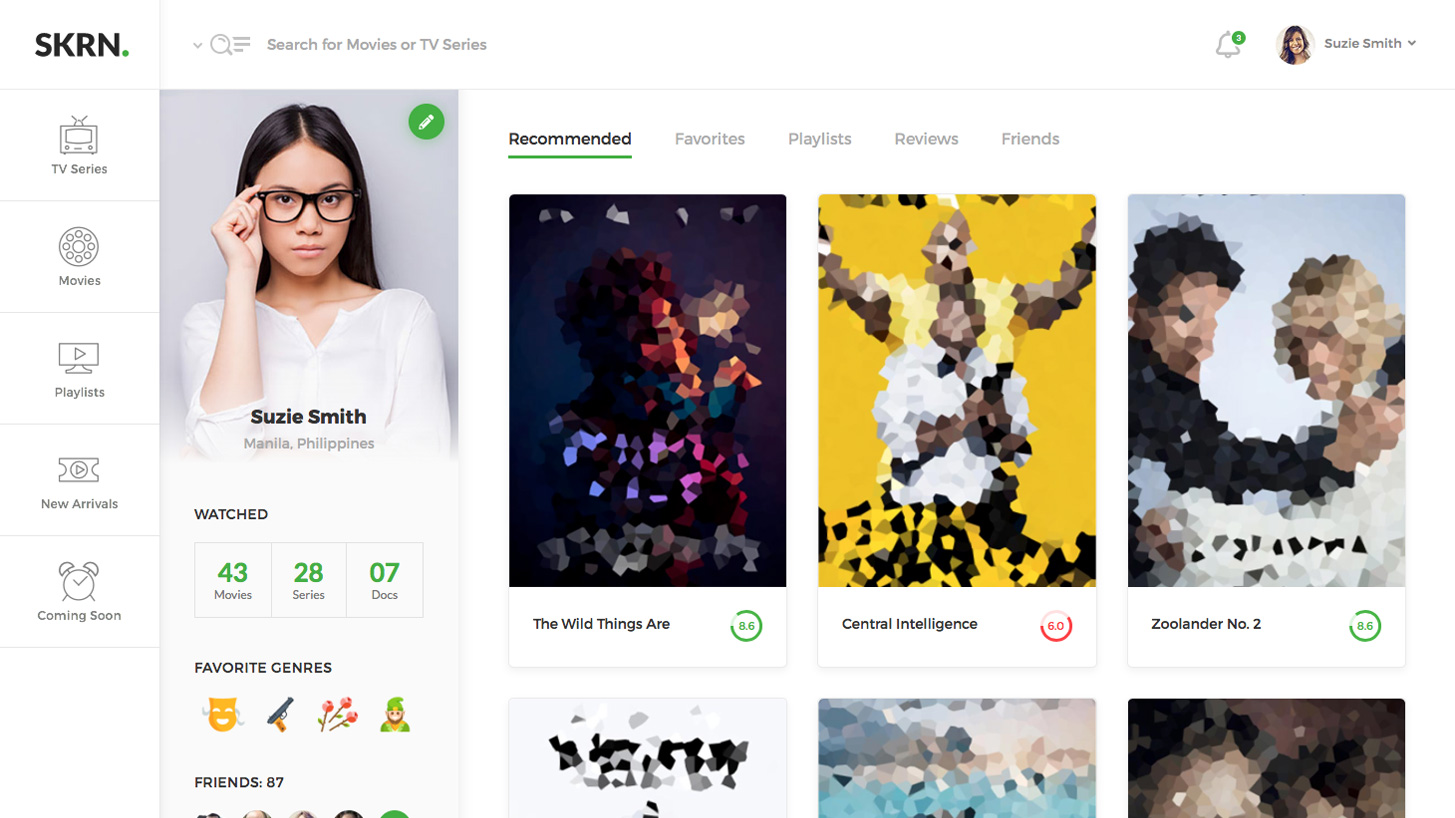 SKRN.
Search for Movies or TV Series
3
Suzie Smith
TV Series
Movies
Playlists
New Arrivals
Coming Soon
Suzie Smith
Manila, Philippines
WATCHED
43 28 07
Movies Series Docs
FAVORITE GENRES
FRIENDS: 87
Recommended Favorites Playlists Reviews Friends
The Wild Things Are 8.6
Central Intelligence 6.0
Zoolander No. 2 8.6